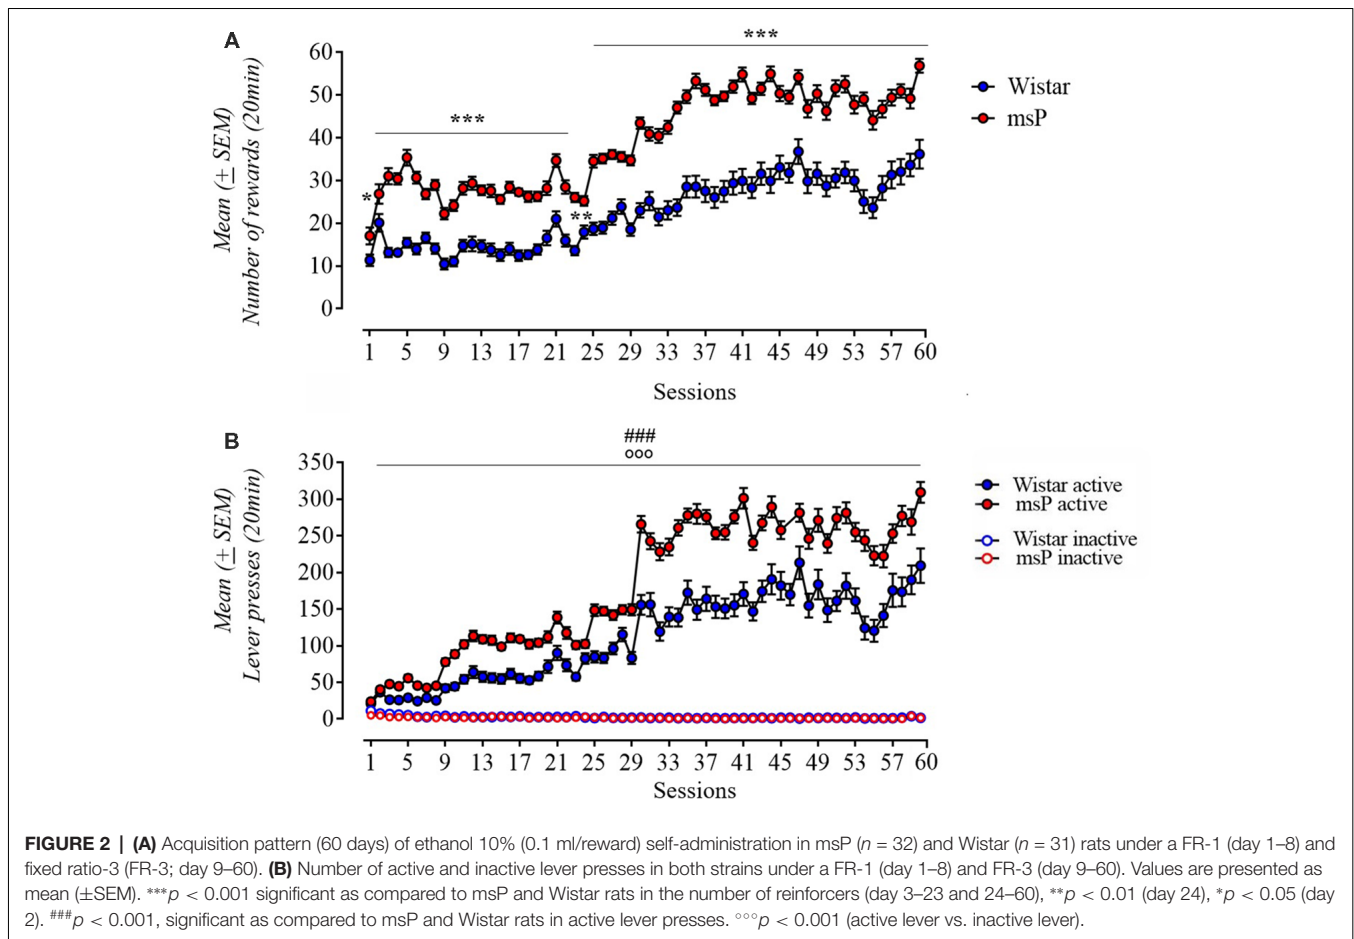 A
***
60
50
40
30
20
10
0
Mean (± SEM)
Number of rewards (20min)
***
*
**
Wistar
msP
1 5 9 13 17 21 25 29 33 37 41 45 49 53 57 60
Sessions
B
###
°°°
350
300
250
200
150
100
50
0
Mean (± SEM)
Lever presses (20min)
Wistar active
msP active
Wistar inactive
msP inactive
1 5 9 13 17 21 25 29 33 37 41 45 49 53 57 60
Sessions
FIGURE 2 | (A) Acquisition pattern (60 days) of ethanol 10% (0.1 ml/reward) self-administration in msP (n = 32) and Wistar (n = 31) rats under a FR-1 (day 1–8) and
fixed ratio-3 (FR-3; day 9–60). (B) Number of active and inactive lever presses in both strains under a FR-1 (day 1–8) and FR-3 (day 9–60). Values are presented as
mean (±SEM). ***p < 0.001 significant as compared to msP and Wistar rats in the number of reinforcers (day 3–23 and 24–60), **p < 0.01 (day 24), *p < 0.05 (day
2). ###p < 0.001, significant as compared to msP and Wistar rats in active lever presses. °°°p < 0.001 (active lever vs. inactive lever).